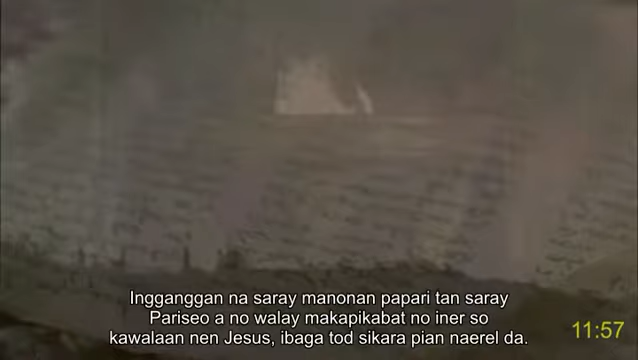 Ingganggan na saray manonan papari tan saray
Pariseo a no walay makapikabat no iner so
kawalaan nen Jesus, ibaga tod sikara pian naerel da.
11:57